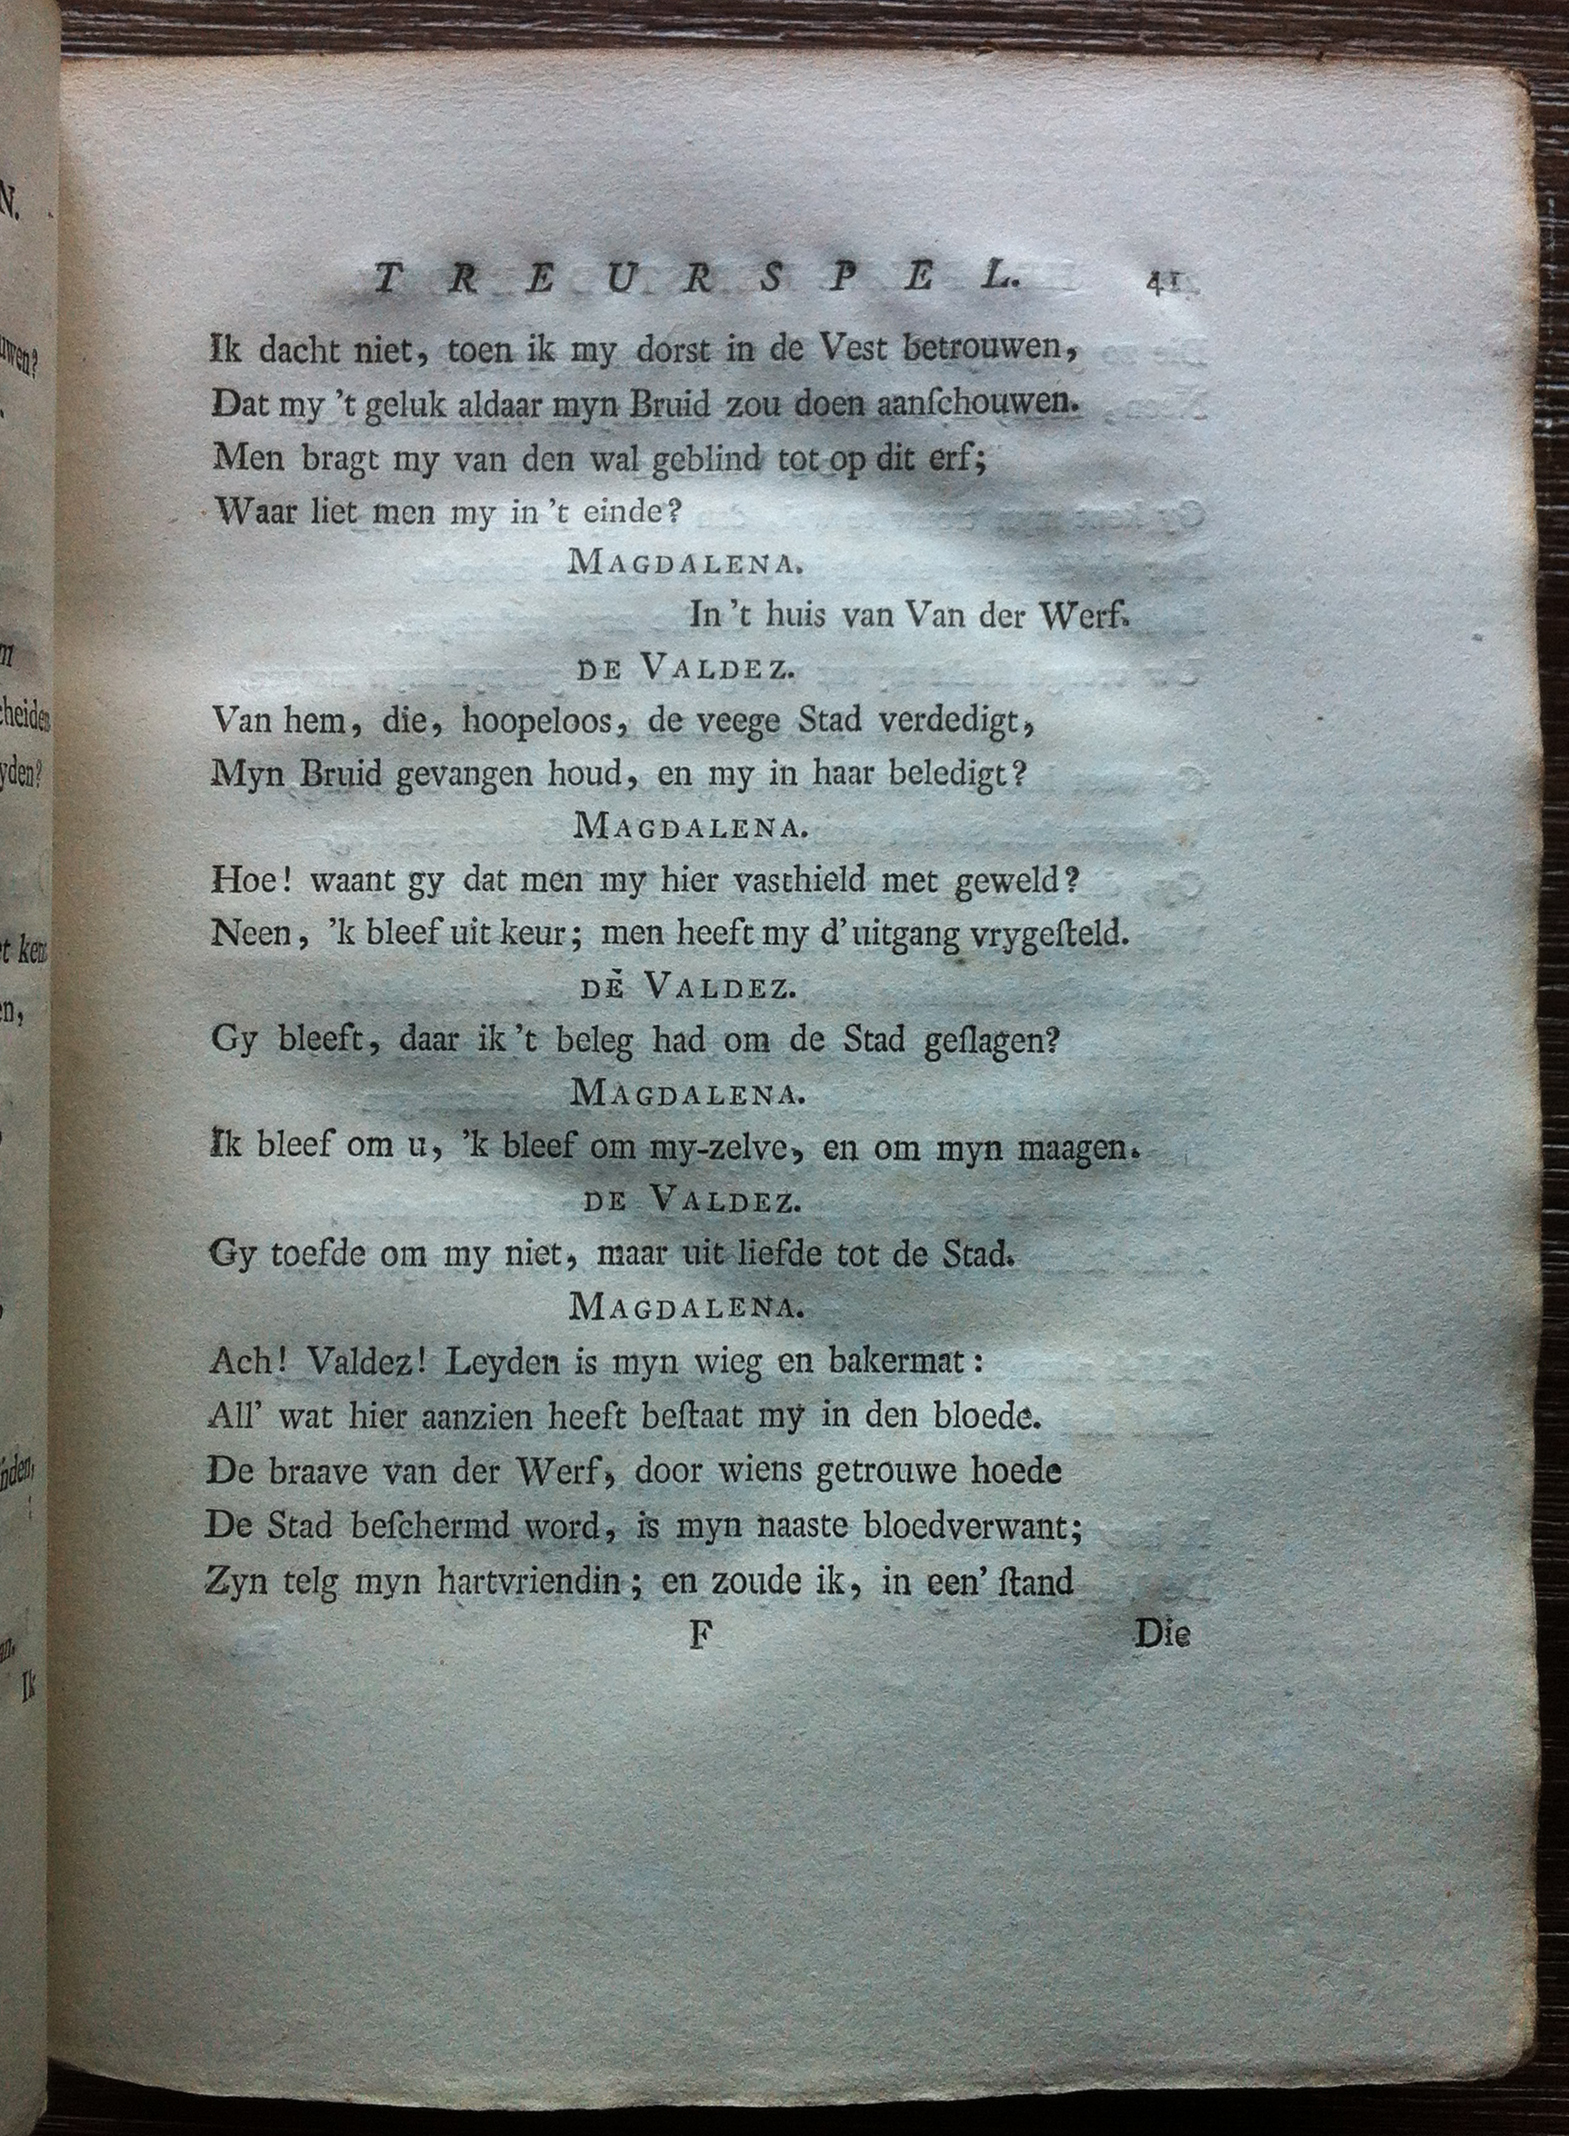 TREURSPEL. 41
Ik dacht niet, toen ik my dorst in de Vest betrouwen,
Dat my 't geluk aldaar myn Bruid zou doen aanſchouwen.
Men bragt my van den wal geblind tot op dit erf;
Waar liet men my in 't einde?
MAGDALENA.
In 't huis van Van der Werf.
DE VALDEZ.
Van hem, die, hoopeloos, de veege Stad verdedigt,
Myn Bruid gevangen houd, en my in haar beledigt?
MAGDALENA.
Hoe! waant gy dat men my hier vasthield met geweld?
Neen, 'k bleef uit keur; men heeft my d' uitgang vrygeſteld.
DE VALDEZ.
Gy bleeft, daar ik 't beleg had om de Stad geſlagen?
MAGDALENA.
Ik bleef om u, 'k bleef om my-zelve, en om myn maagen.
DE VALDEZ.
Gy toefde om my niet, maar uit liefde tot de Stad.
MAGDALENA.
Ach! Valdez! Leyden is myn wieg en bakermat:
All' wat hier aanzien heeft beſtaat my in den bloede.
De braave van der Werf, door wiens getrouwe hoede
De Stad beſchermd word, is myn naaste bloedverwant;
Zyn telg myn hartvriendin; en zoude ik, in een' ſtand
F Die
N.
yden?
Ik